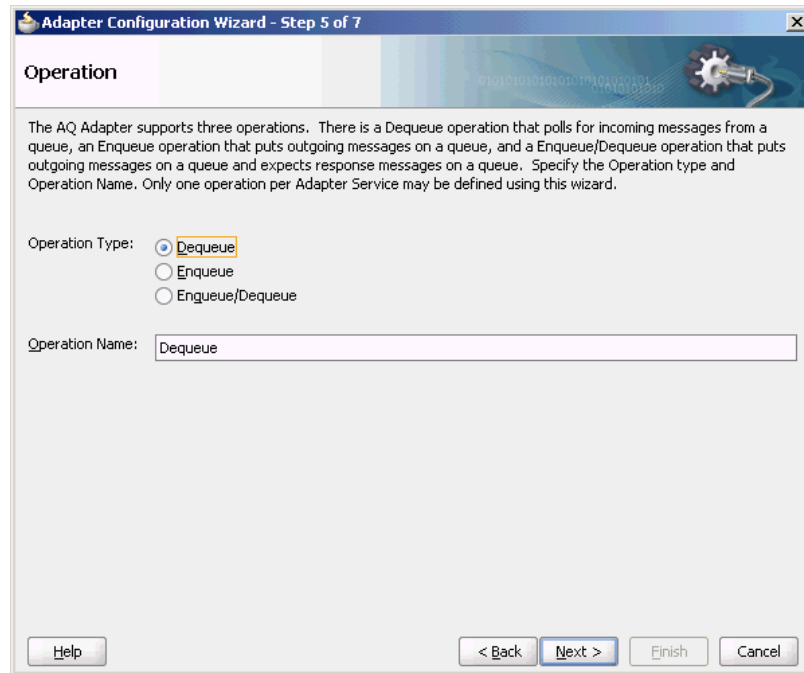 Adapter Configuration Wizard - Step 5 of 7
Operation
The AQ Adapter supports three operations. There is a Dequeue operation that polls for incoming messages from a
queue, an Enqueue operation that puts outgoing messages on a queue, and a Enqueue/Dequeue operation that puts
outgoing messages on a queue and expects response messages on a queue. Specify the Operation type and
Operation Name. Only one operation per Adapter Service may be defined using this wizard.
Operation Type: Dequeue
Enqueue
Enqueue/Dequeue
Operation Name: Dequeue
Help < Back Next > Finish Cancel